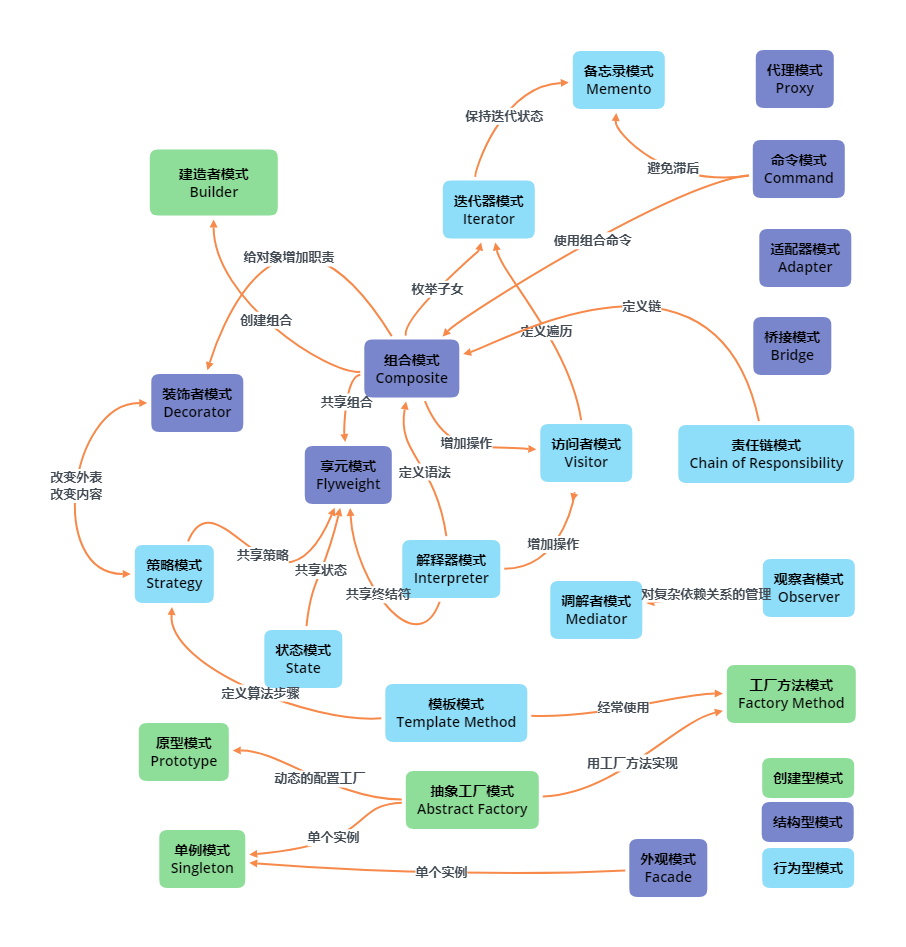 备忘录模式
Memento
代理模式
Proxy
保持迭代状态
避免滞后
命令模式
Command
建造者模式
Builder
迭代器模式
Iterator
给对象增加职责
使用组合命令
适配器模式
Adapter
枚举子女
创建组合
定义遍历
定义链
桥接模式
Bridge
组合模式
Composite
装饰者模式
Decorator
共享组合
增加操作
访问者模式
Visitor
责任链模式
Chain of Responsibility
改变外表
改变内容
享元模式
Flyweight
定义语法
共享策略
增加操作
策略模式
Strategy
共享状态
解释器模式
Interpreter
共享终结符
调解者模式
Mediator
对复杂依赖关系的管理
观察者模式
Observer
状态模式
State
定义算法步骤
模板模式
Template Method
经常使用
工厂方法模式
Factory Method
原型模式
Prototype
动态的配置工厂
用工厂方法实现
抽象工厂模式
Abstract Factory
创建型模式
单个实例
结构型模式
单例模式
Singleton
单个实例
外观模式
Facade
行为型模式